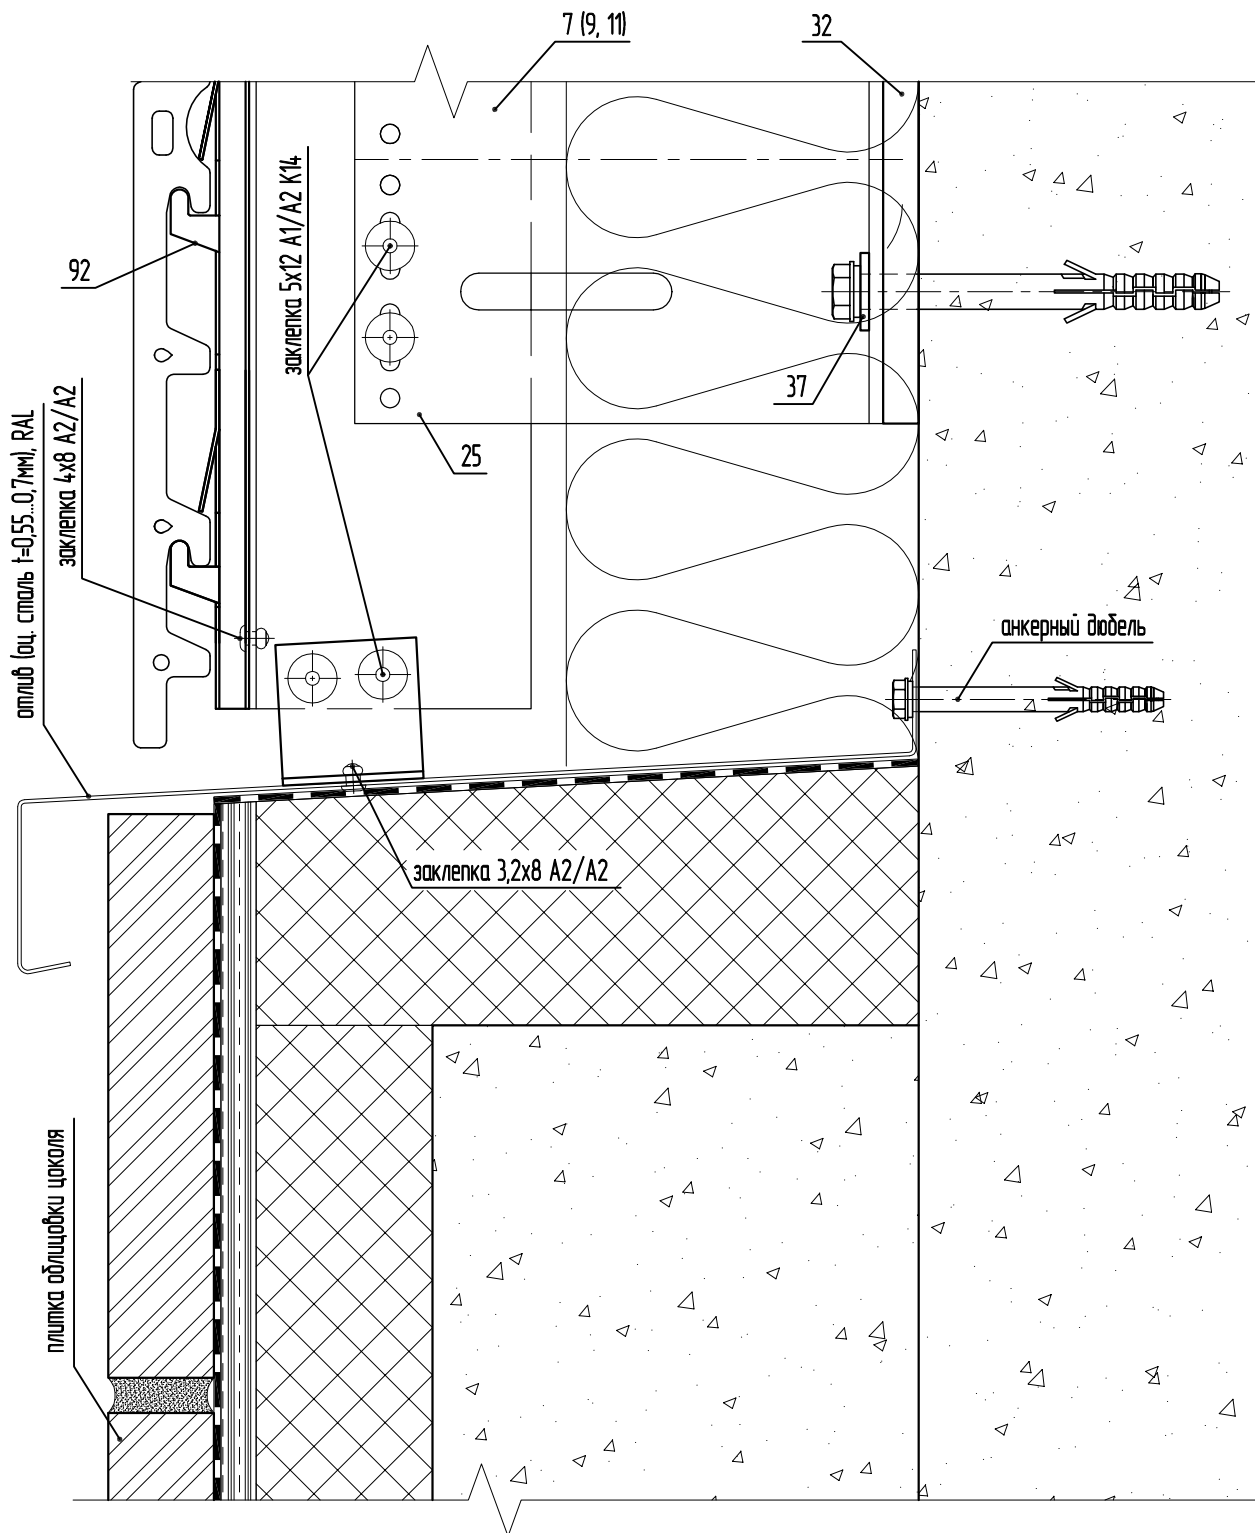 7 (9, 11)
32
92
заклепка 5х12 А1/А2 К14
37
25
отлив (оц. сталь t=0,55...0,7мм), RAL
заклепка 4х8 А2/А2
анкерный дюбель
заклепка 3,2х8 А2/А2
плитка облицовки цоколя